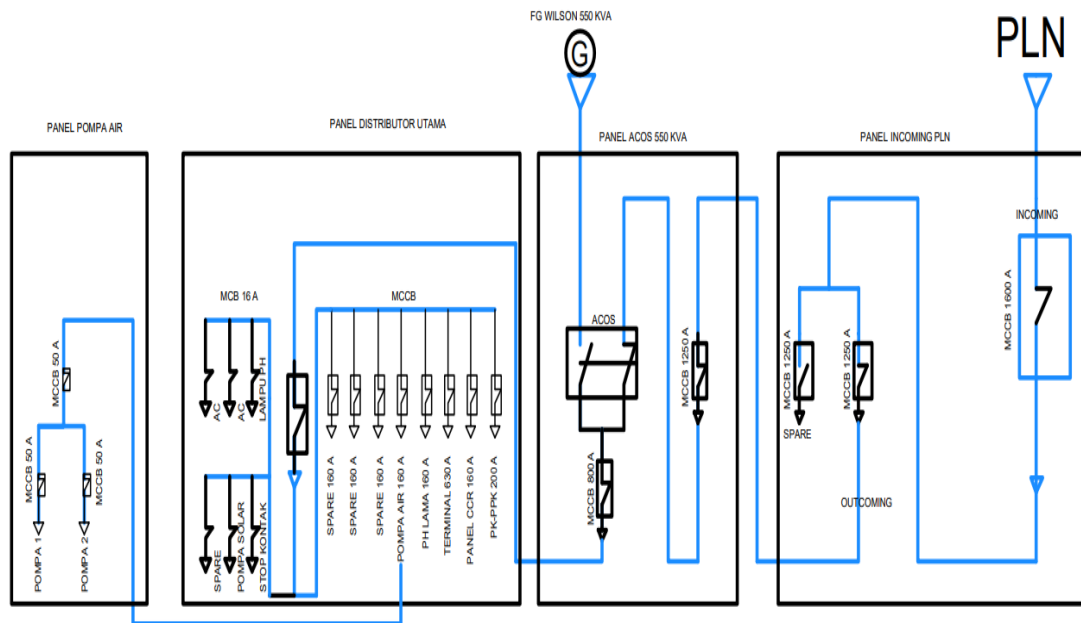 FG WILSON 550 KVA
G
PLN
PANEL POMPA AIR
PANEL DISTRIBUTOR UTAMA
PANEL ACOS 550 KVA
PANEL INCOMING PLN
MCCB 50 A
MCCB 50 A
MCCB 50 A
POMPA 1
POMPA 2
MCB 16 A
AC
AC
LAMPU PH
SPARE
POMPA SOLAR
STOP KONTAK
MCCB
SPARE 160 A
SPARE 160 A
SPARE 160 A
POMPA AIR 160 A
PH LAMA 160 A
TERMINAL 630 A
PANEL CCR 160 A
PK-PPK 200 A
ACOS
MCCB 800 A
MCCB 1250 A
MCCB 1250 A
SPARE
MCCB 1250 A
OUTCOMING
INCOMING
MCCB 1600 A